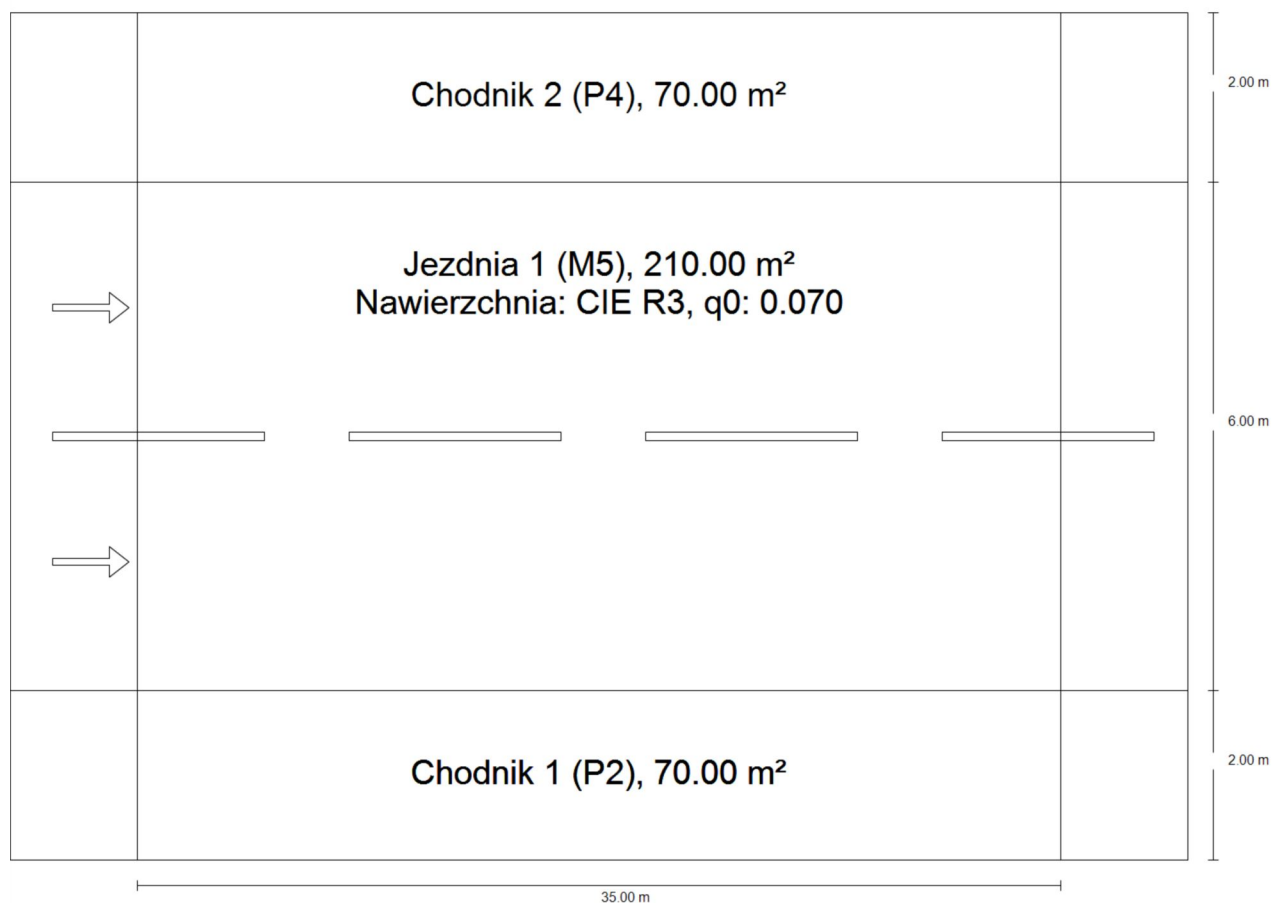 Chodnik 2 (P4), 70.00 m²
2.00 m
Jezdnia 1 (M5), 210.00 m²
Nawierzchnia: CIE R3, q0: 0.070
6.00 m
Chodnik 1 (P2), 70.00 m²
2.00 m
35.00 m